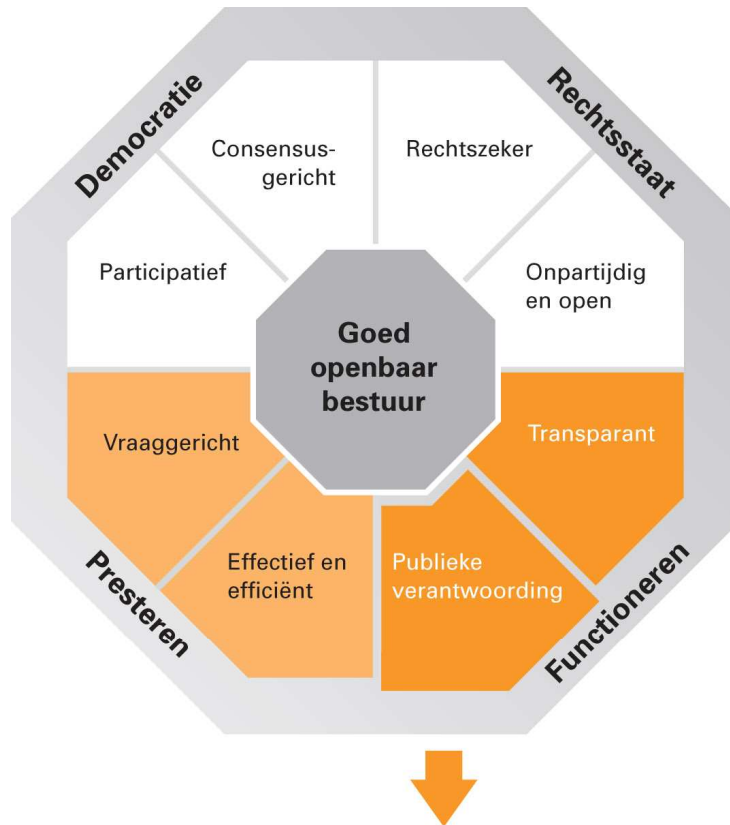 Democratie
Rechtsstaat
Consensus-
gericht
Rechtszeker
Participatief
Onpartijdig
en open
Goed
openbaar
bestuur
Vraaggericht
Transparant
Effectief en
efficiënt
Publieke
verantwoording
Presteren
Functioneren